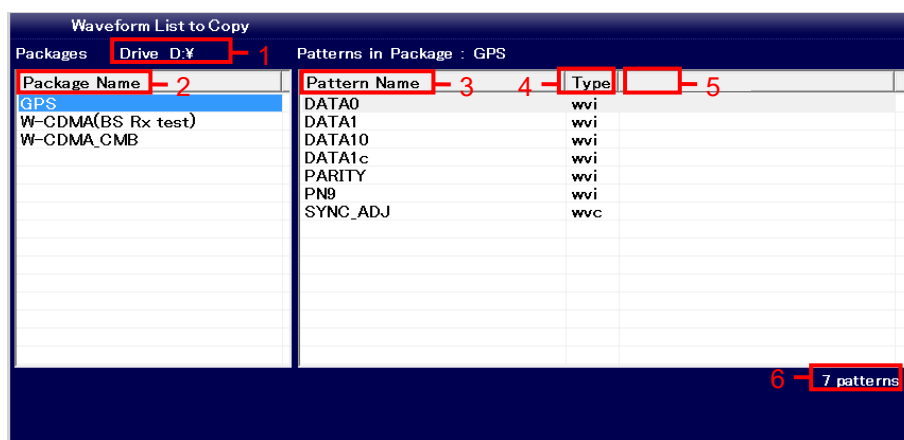 Waveform List to Copy
Packages Drive D:¥ 1 Patterns in Package : GPS
Package Name 2 Pattern Name 3 4 Type 5
GPS DATA0 wvi
W-CDMA(BS Rx test) DATA1 wvi
W-CDMA_CMB DATA10 wvi
DATA1c wvi
PARITY wvi
PN9 wvi
SYNC_ADJ wvc
6 7 patterns